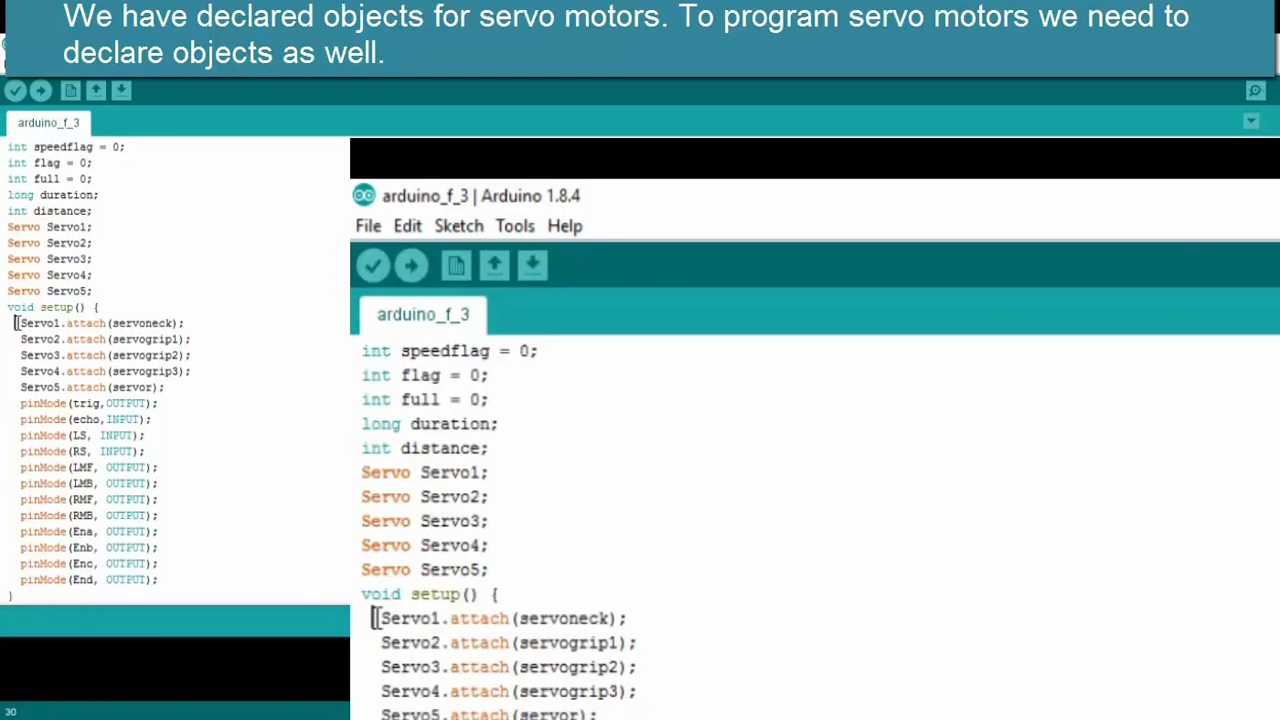 We have declared objects for servo motors. To program servo motors we need to
declare objects as well.
arduino_f_3
int speedflag = 0;
int flag = 0;
int full = 0;
long duration;
int distance;
Servo Servo1;
Servo Servo2;
Servo Servo3;
Servo Servo4;
Servo Servo5;
void setup() {
Servo1.attach(servoneck);
Servo2.attach(servogrip1);
Servo3.attach(servogrip2);
Servo4.attach(servogrip3);
Servo5.attach(servor);
pinMode(trig,OUTPUT);
pinMode(echo,INPUT);
pinMode(LS, INPUT);
pinMode(RS, INPUT);
pinMode(LMF, OUTPUT);
pinMode(LMB, OUTPUT);
pinMode(RMF, OUTPUT);
pinMode(RMB, OUTPUT);
pinMode(Ena, OUTPUT);
pinMode(Enb, OUTPUT);
pinMode(Enc, OUTPUT);
pinMode(End, OUTPUT);
}
30
arduino_f_3 | Arduino 1.8.4
File Edit Sketch Tools Help
arduino_f_3
int speedflag = 0;
int flag = 0;
int full = 0;
long duration;
int distance;
Servo Servo1;
Servo Servo2;
Servo Servo3;
Servo Servo4;
Servo Servo5;
void setup() {
Servo1.attach(servoneck);
Servo2.attach(servogrip1);
Servo3.attach(servogrip2);
Servo4.attach(servogrip3);
Servo5.attach(servor);